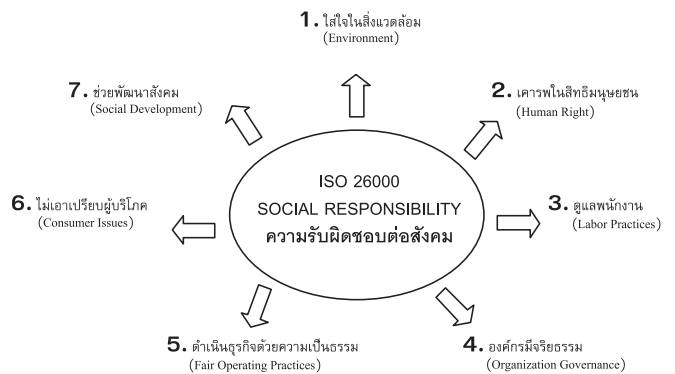 1. ใส่ใจในสิ่งแวดล้อม
(Environment)
2. เคารพในสิทธิมนุษยชน
(Human Right)
3. ดูแลพนักงาน
(Labor Practices)
4. องค์กรมีจริยธรรม
(Organization Governance)
5. ดำเนินธุรกิจด้วยความเป็นธรรม
(Fair Operating Practices)
6. ไม่เอาเปรียบผู้บริโภค
(Consumer Issues)
7. ช่วยพัฒนาสังคม
(Social Development)
ISO 26000
SOCIAL RESPONSIBILITY
ความรับผิดชอบต่อสังคม